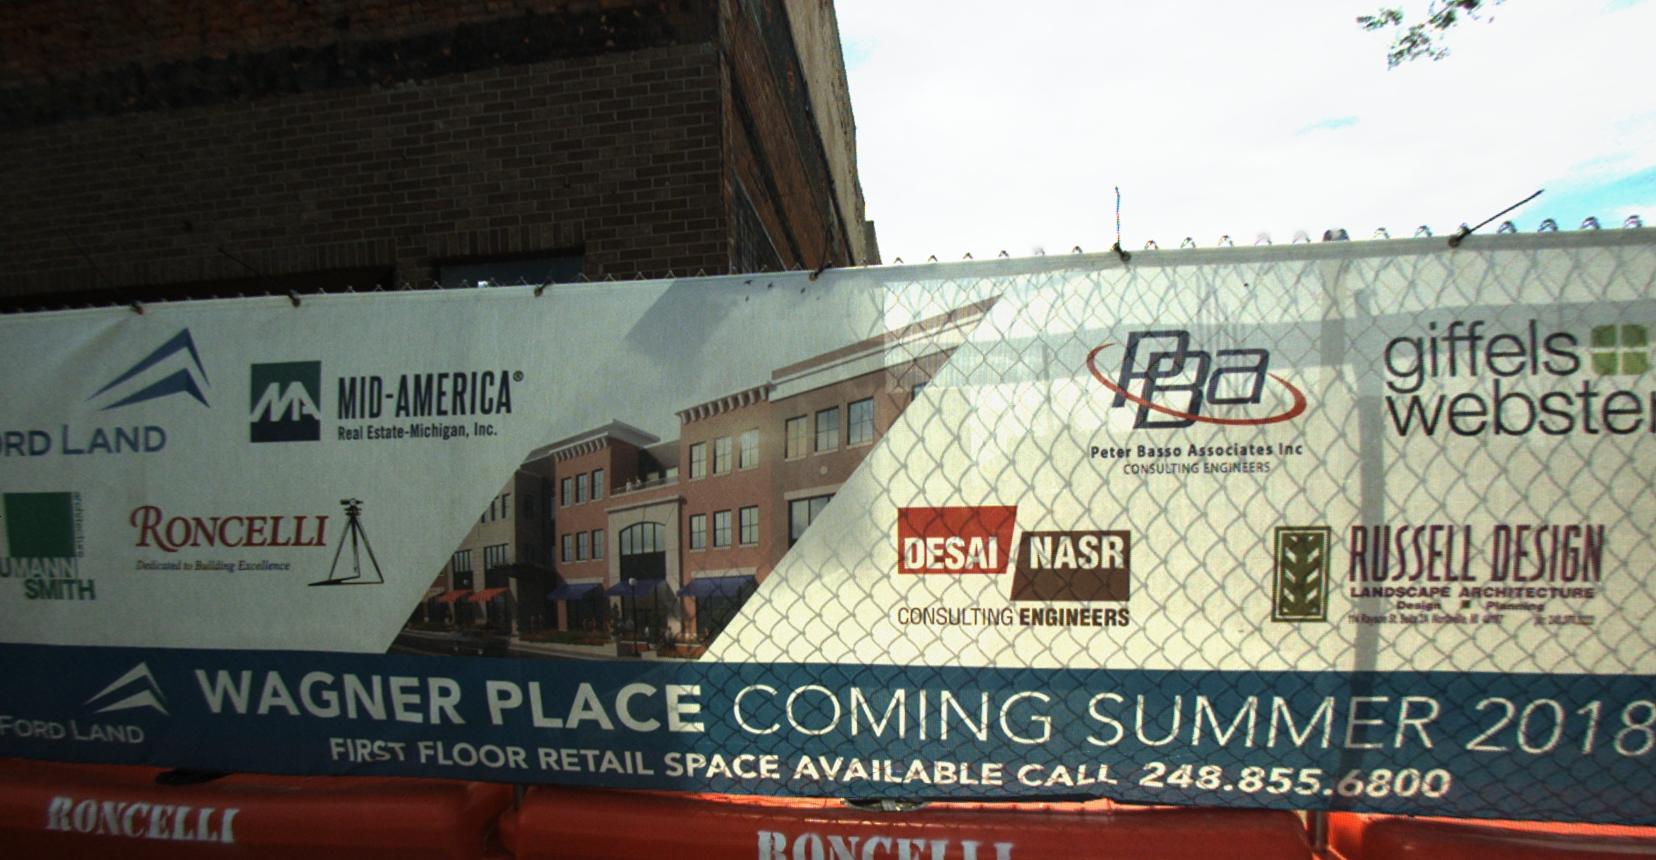 ORD LAND
MA
MID-AMERICA®
Real Estate-Michigan, Inc.
PBa
Peter Basso Associates Inc
CONSULTING ENGINEERS
giffels
webster
architecture
UMANN
SMITH
RONCELLI
Dedicated to Building Excellence
DESAI NASR
CONSULTING ENGINEERS
RUSSELL DESIGN
LANDSCAPE ARCHITECTURE
Design Planning
FORD LAND
WAGNER PLACE COMING SUMMER 2018
FIRST FLOOR RETAIL SPACE AVAILABLE CALL 248.855.6800
RONCELLI
RONCELLI